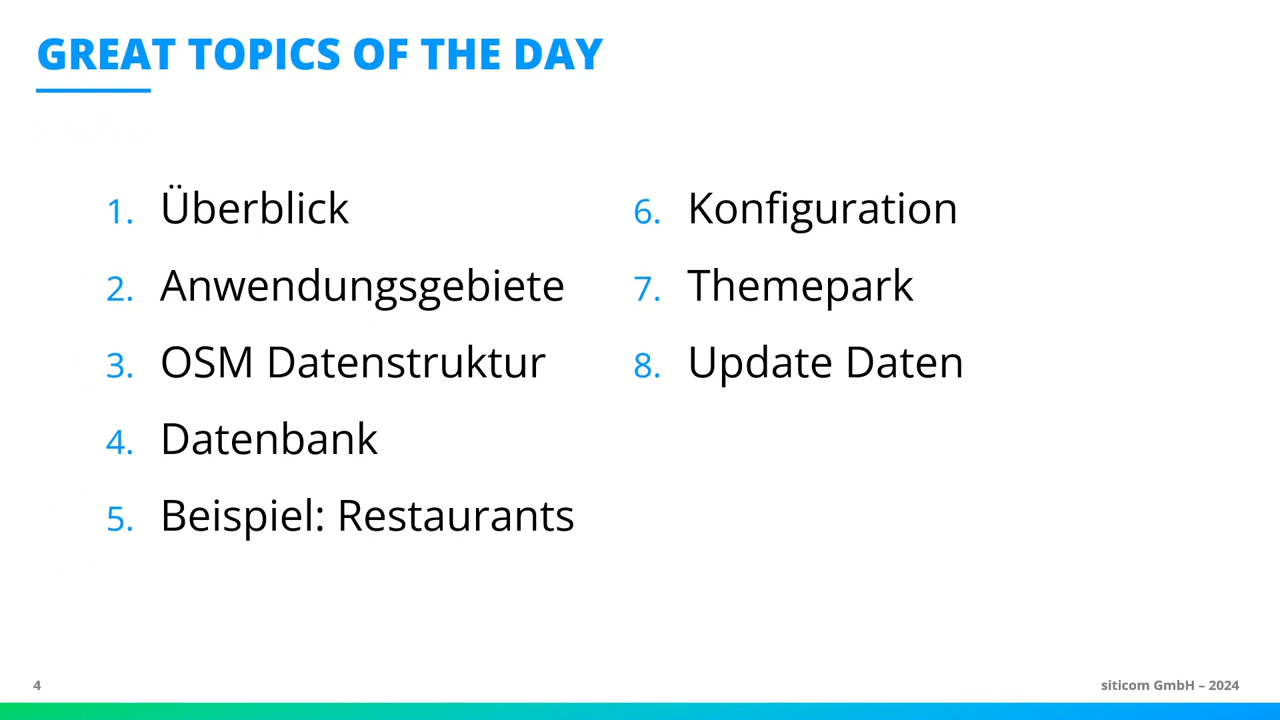 GREAT TOPICS OF THE DAY
1. Überblick
2. Anwendungsgebiete
3. OSM Datenstruktur
4. Datenbank
5. Beispiel: Restaurants
6. Konfiguration
7. Themepark
8. Update Daten
4
siticom GmbH – 2024